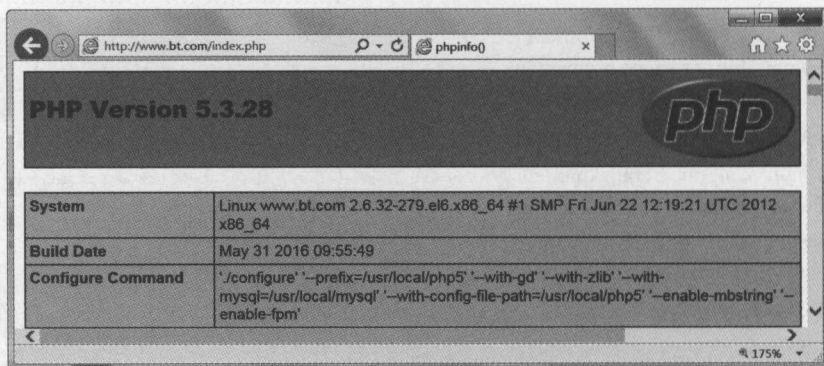 http://www.bt.com/index.php
phpinfo()
PHP Version 5.3.28
php
System
Linux www.bt.com 2.6.32-279.el6.x86_64 #1 SMP Fri Jun 22 12:19:21 UTC 2012
x86_64
Build Date
May 31 2016 09:55:49
Configure Command
'./configure' '--prefix=/usr/local/php5' '--with-gd' '--with-zlib' '--with-
mysql=/usr/local/mysql' '--with-config-file-path=/usr/local/php5' '--enable-mbstring' '--
enable-fpm'
175%